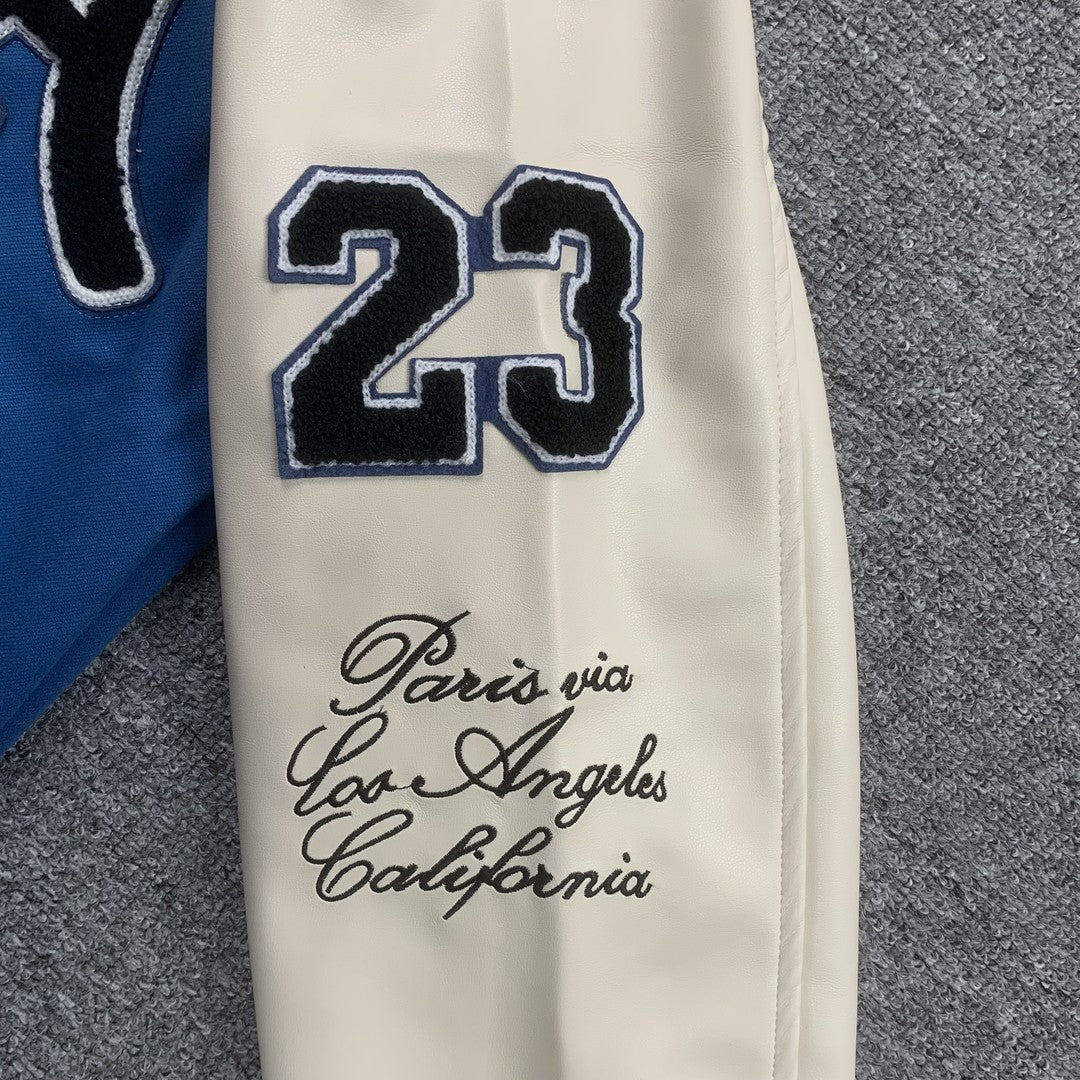 Y
23
Paris via
Los Angeles
California